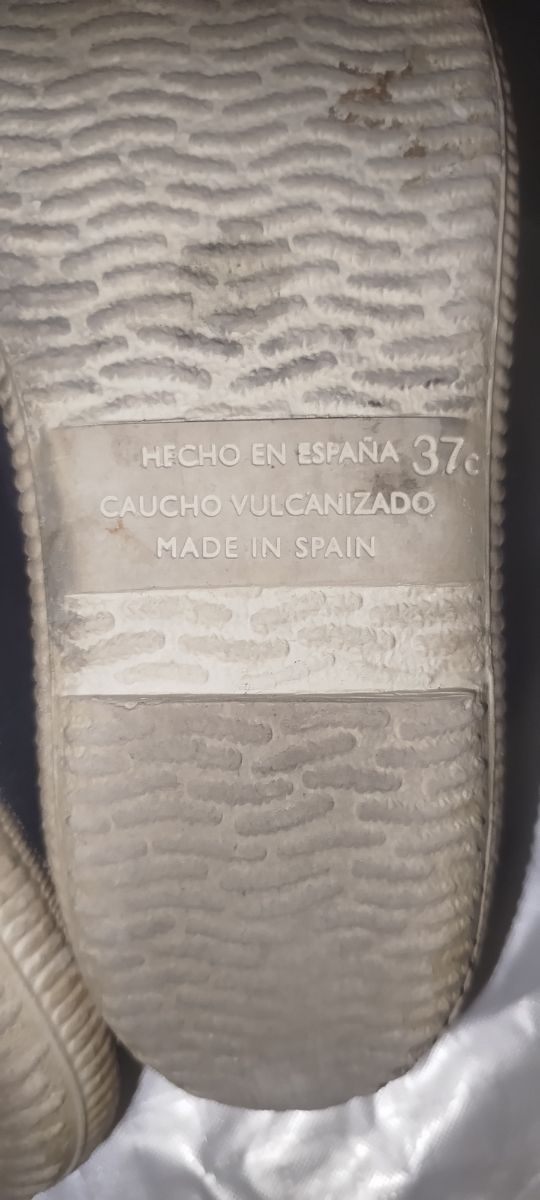 HECHO EN ESPAÑA 37c
CAUCHO VULCANIZADO
MADE IN SPAIN